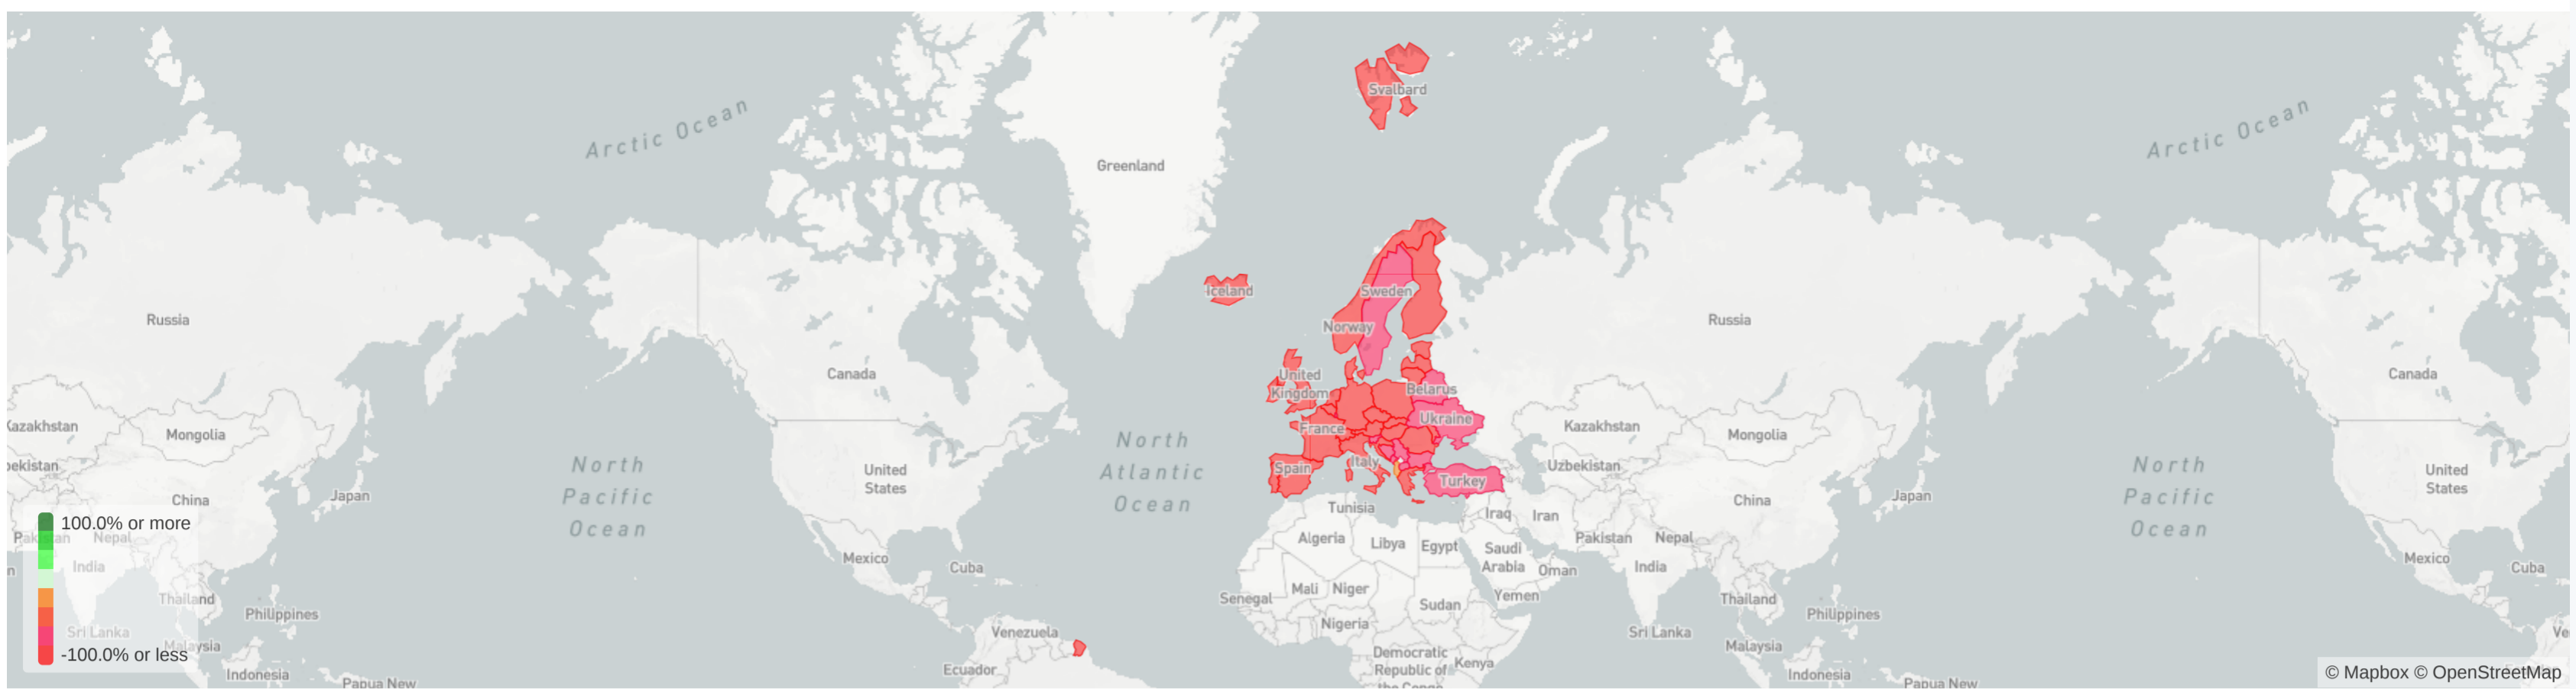 Svalbard
Arctic Ocean
Arctic Ocean
Greenland
Iceland
Sweden
Norway
Russia
Russia
Canada
Canada
United
Kingdom
Belarus
Ukraine
France
Kazakhstan
Mongolia
Kazakhstan
Mongolia
Spain
Italy
Turkey
Uzbekistan
North
Pacific
Ocean
United
States
North
Atlantic
Ocean
North
Pacific
Ocean
United
States
China
Japan
China
Japan
Tunisia
Algeria
Libya
Egypt
Iraq
Iran
Saudi
Arabia
Oman
Yemen
Pakistan
Nepal
India
100.0% or more
Pakistan
Nepal
India
Thailand
Philippines
Sri Lanka
Malaysia
-100.0% or less
Indonesia
Papua New
Mexico
Cuba
Venezuela
Ecuador
Senegal
Mali
Niger
Sudan
Nigeria
Democratic
Republic of
the Congo
Kenya
Thailand
Philippines
Sri Lanka
Malaysia
Indonesia
Papua New
Mexico
Cuba
© Mapbox © OpenStreetMap